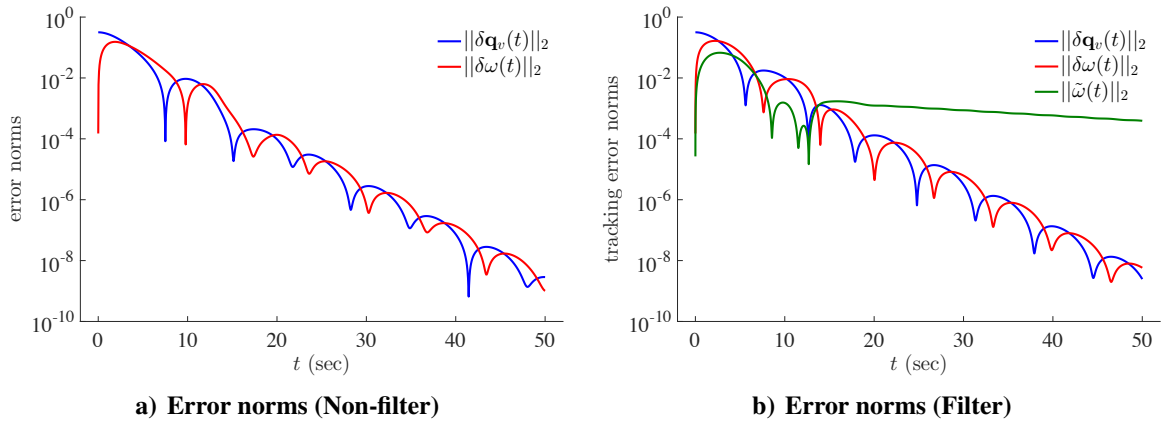 error norms
10^0
10^-2
10^-4
10^-6
10^-8
10^-10
||δq_v(t)||_2
||δω(t)||_2
0 10 20 30 40 50
t (sec)
a) Error norms (Non-filter)
tracking error norms
10^0
10^-2
10^-4
10^-6
10^-8
10^-10
||δq_v(t)||_2
||δω(t)||_2
||ω̃(t)||_2
0 10 20 30 40 50
t (sec)
b) Error norms (Filter)